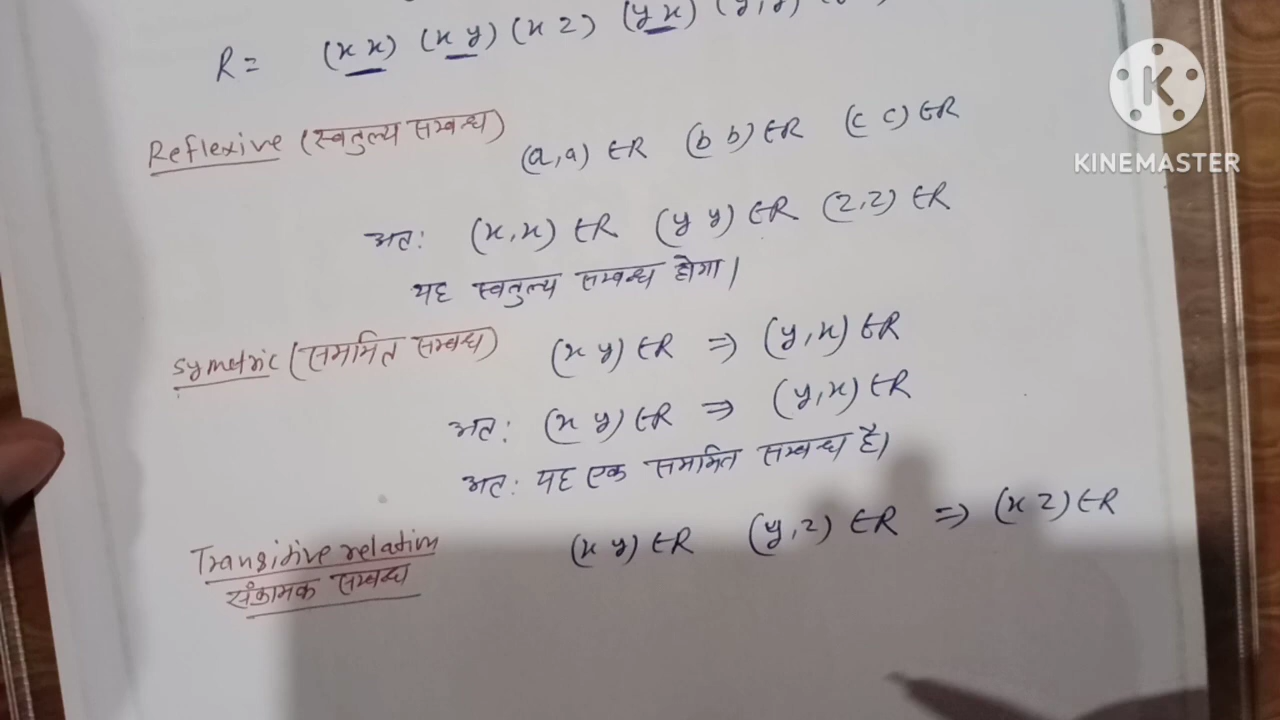 R = (x x) (x y) (x z) (y x) (y, y)
KINEMASTER
Reflexive (स्वतुल्य सम्बन्ध) (a, a) ∈R (b b) ∈R (c c) ∈R
अतः (x, x) ∈R (y y) ∈R (z, z) ∈R
यह स्वतुल्य सम्बन्ध होगा।
Symetric (सममित सम्बन्ध) (x y) ∈R ⇒ (y, x) ∈R
अतः (x y) ∈R ⇒ (y, x) ∈R
अतः यह एक सममित सम्बन्ध है।
Transitive relation (x y) ∈R (y, z) ∈R ⇒ (x z) ∈R
संक्रामक सम्बन्ध